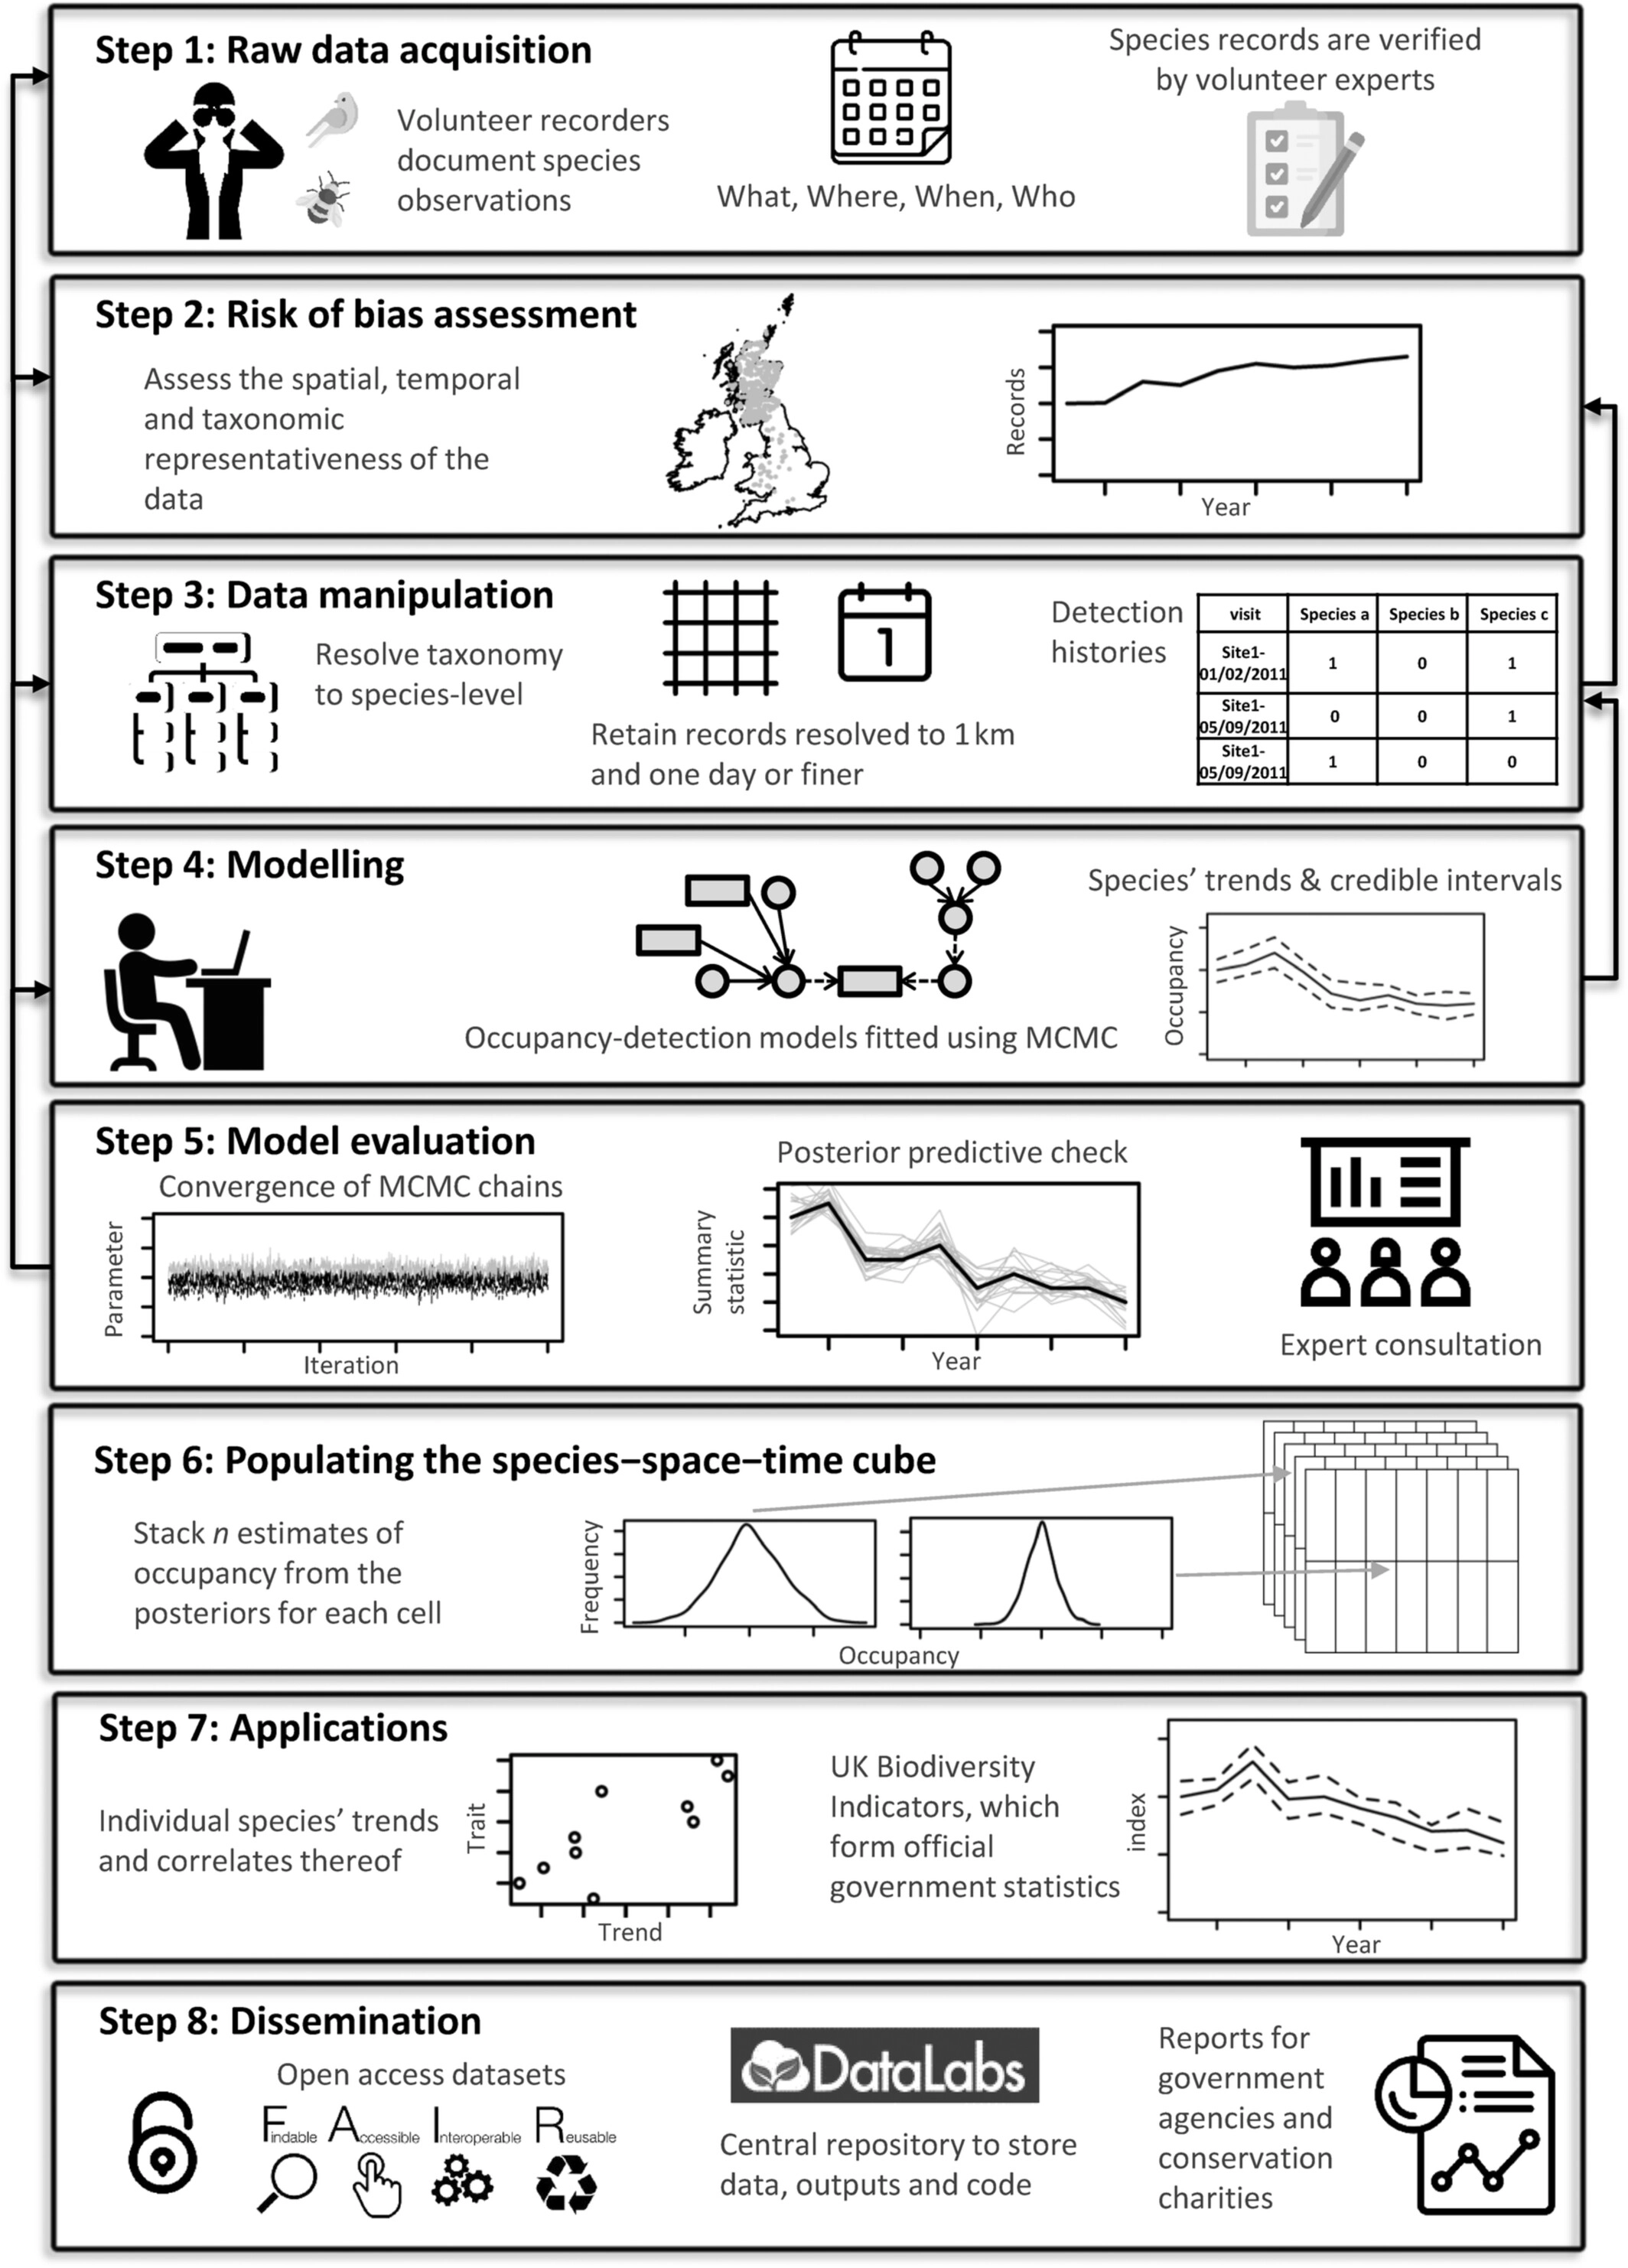 Step 1: Raw data acquisition
Volunteer recorders
document species
observations
What, Where, When, Who
Species records are verified
by volunteer experts
Step 2: Risk of bias assessment
Assess the spatial, temporal
and taxonomic
representativeness of the
data
Records
Year
Step 3: Data manipulation
Resolve taxonomy
to species-level
1
Retain records resolved to 1 km
and one day or finer
Detection
histories
visit Species a Species b Species c
Site1-
01/02/2011 1 0 1
Site1-
05/09/2011 0 0 1
Site1-
05/09/2011 1 0 0
Step 4: Modelling
Occupancy-detection models fitted using MCMC
Species' trends & credible intervals
Occupancy
Step 5: Model evaluation
Convergence of MCMC chains
Parameter
Iteration
Posterior predictive check
Summary
statistic
Year
Expert consultation
Step 6: Populating the species–space–time cube
Stack n estimates of
occupancy from the
posteriors for each cell
Frequency
Occupancy
Step 7: Applications
Individual species' trends
and correlates thereof
Trait
Trend
UK Biodiversity
Indicators, which
form official
government statistics
index
Year
Step 8: Dissemination
Open access datasets
Findable Accessible Interoperable Reusable
DataLabs
Central repository to store
data, outputs and code
Reports for
government
agencies and
conservation
charities